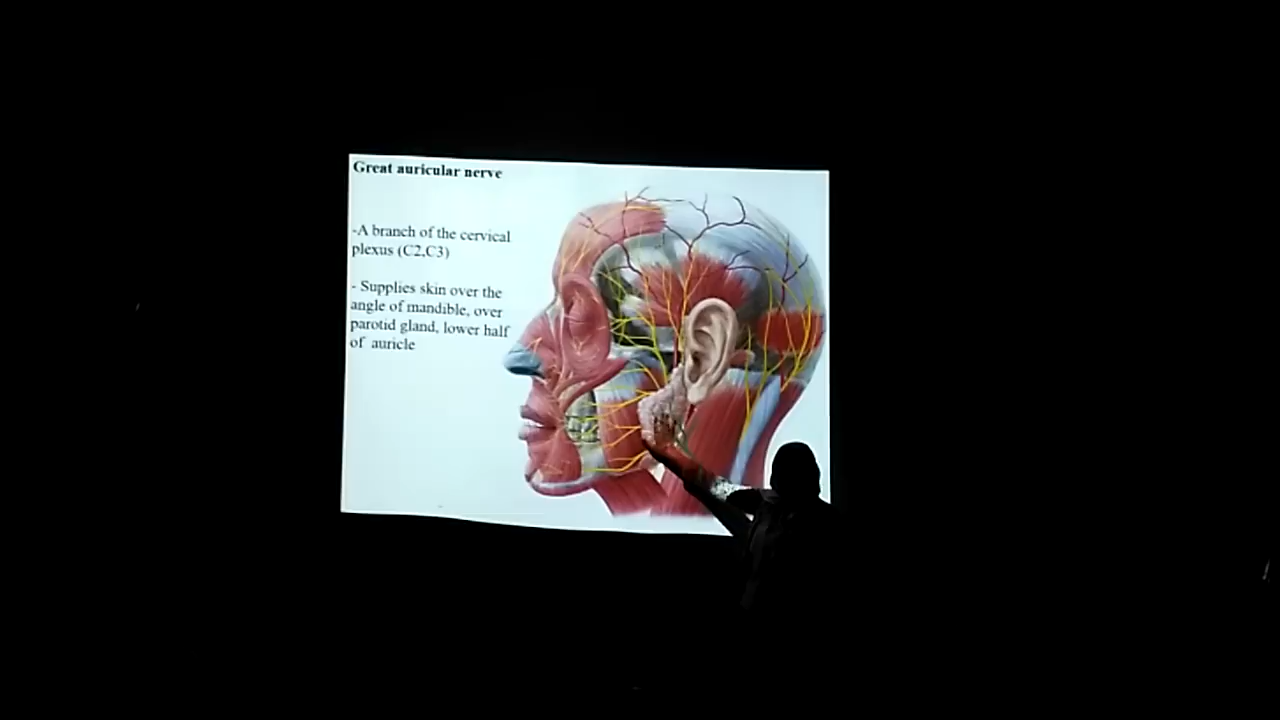 Great auricular nerve
-A branch of the cervical
plexus (C2,C3)
- Supplies skin over the
angle of mandible, over
parotid gland, lower half
of auricle